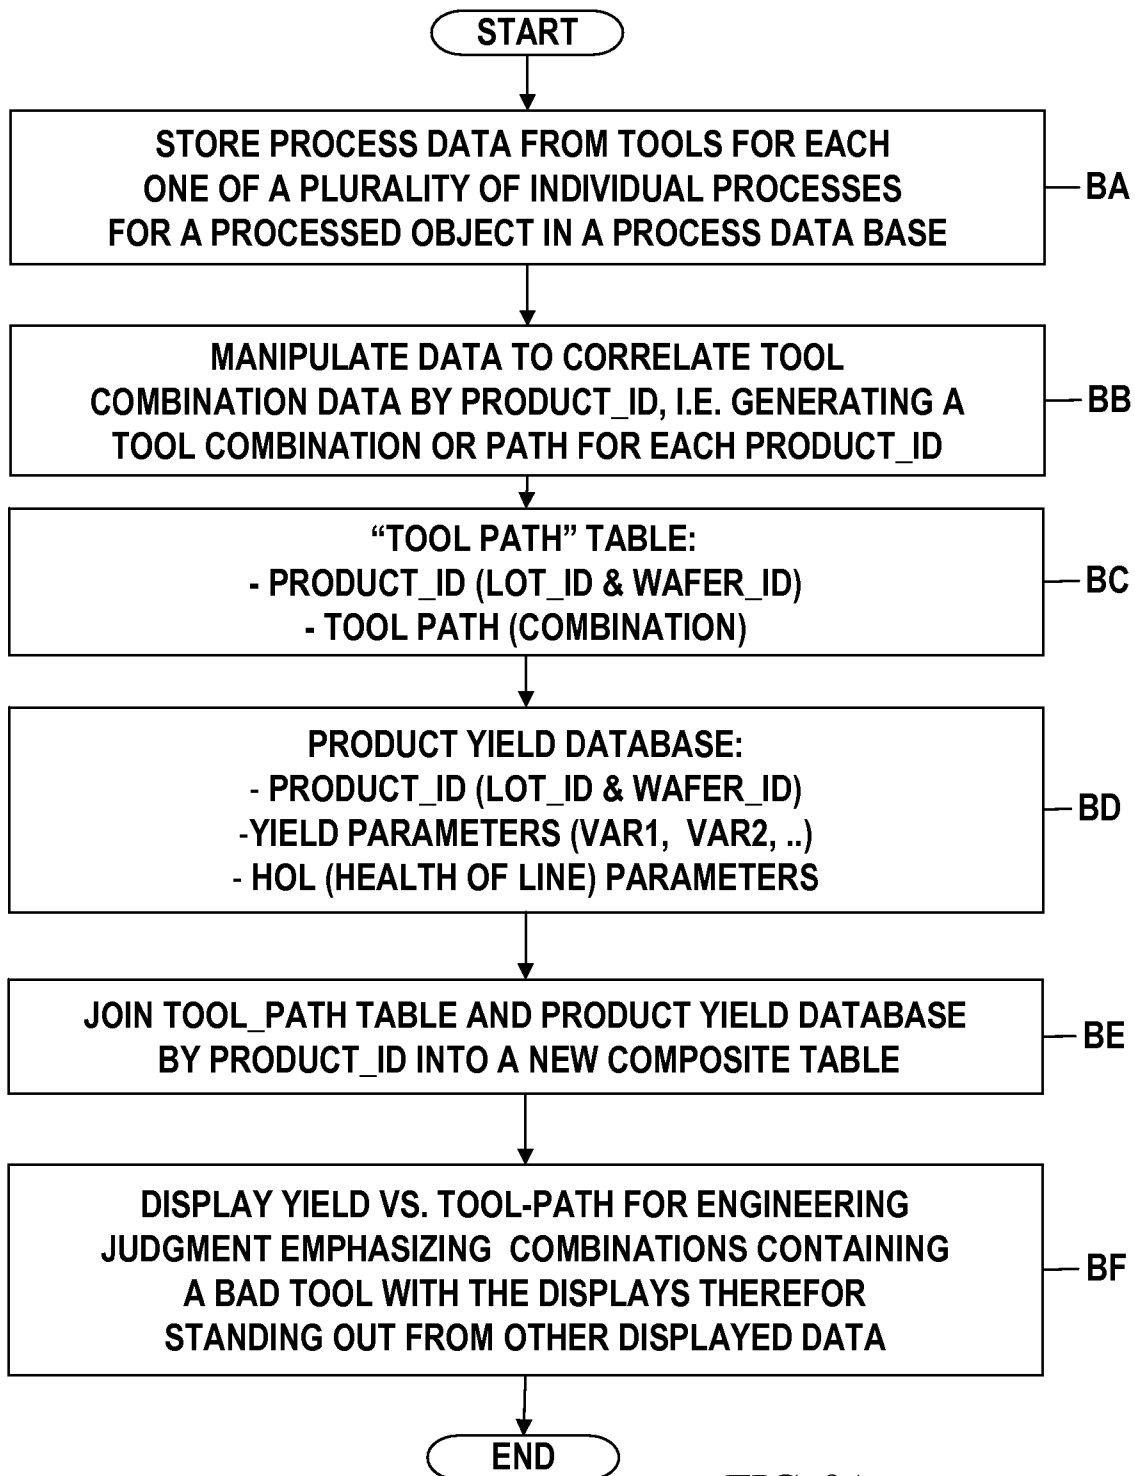 START
STORE PROCESS DATA FROM TOOLS FOR EACH
ONE OF A PLURALITY OF INDIVIDUAL PROCESSES
FOR A PROCESSED OBJECT IN A PROCESS DATA BASE
BA
MANIPULATE DATA TO CORRELATE TOOL
COMBINATION DATA BY PRODUCT_ID, I.E. GENERATING A
TOOL COMBINATION OR PATH FOR EACH PRODUCT_ID
BB
“TOOL PATH” TABLE:
- PRODUCT_ID (LOT_ID & WAFER_ID)
- TOOL PATH (COMBINATION)
BC
PRODUCT YIELD DATABASE:
- PRODUCT_ID (LOT_ID & WAFER_ID)
-YIELD PARAMETERS (VAR1, VAR2, ..)
- HOL (HEALTH OF LINE) PARAMETERS
BD
JOIN TOOL_PATH TABLE AND PRODUCT YIELD DATABASE
BY PRODUCT_ID INTO A NEW COMPOSITE TABLE
BE
DISPLAY YIELD VS. TOOL-PATH FOR ENGINEERING
JUDGMENT EMPHASIZING COMBINATIONS CONTAINING
A BAD TOOL WITH THE DISPLAYS THEREFOR
STANDING OUT FROM OTHER DISPLAYED DATA
BF
END